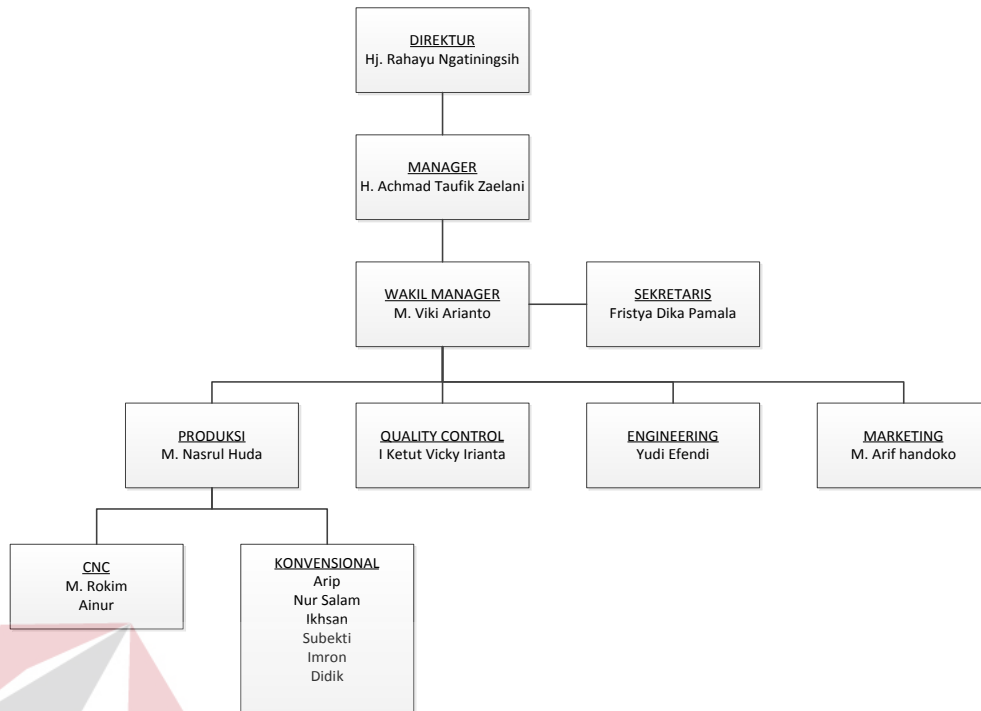 DIREKTUR
Hj. Rahayu Ngatiningsih
MANAGER
H. Achmad Taufik Zaelani
WAKIL MANAGER
M. Viki Arianto
SEKRETARIS
Fristya Dika Pamala
PRODUKSI
M. Nasrul Huda
QUALITY CONTROL
I Ketut Vicky Irianta
ENGINEERING
Yudi Efendi
MARKETING
M. Arif handoko
CNC
M. Rokim
Ainur
KONVENSIONAL
Arip
Nur Salam
Ikhsan
Subekti
Imron
Didik